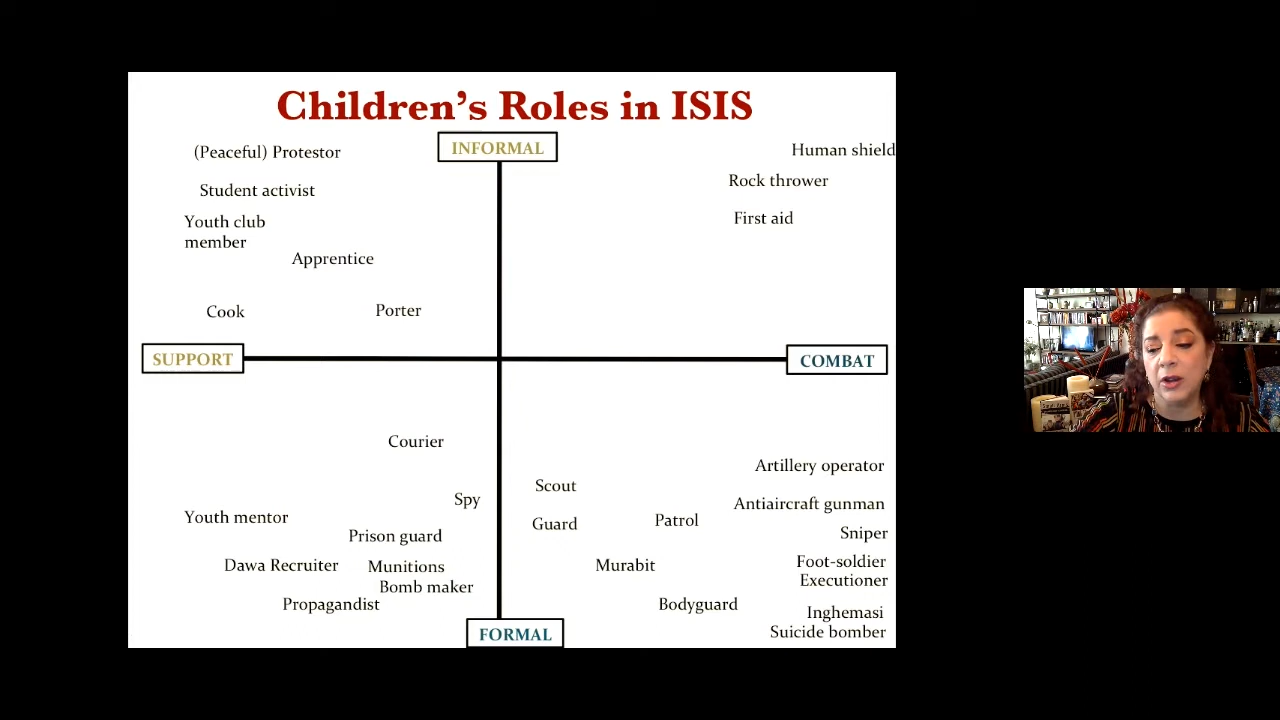 Children's Roles in ISIS
INFORMAL
(Peaceful) Protestor
Human shield
Rock thrower
Student activist
First aid
Youth club
member
Apprentice
Cook
Porter
SUPPORT
COMBAT
Courier
Artillery operator
Scout
Spy
Antiaircraft gunman
Youth mentor
Guard
Patrol
Prison guard
Sniper
Dawa Recruiter
Munitions
Murabit
Foot-soldier
Executioner
Bomb maker
Propagandist
Bodyguard
Inghemasi
Suicide bomber
FORMAL